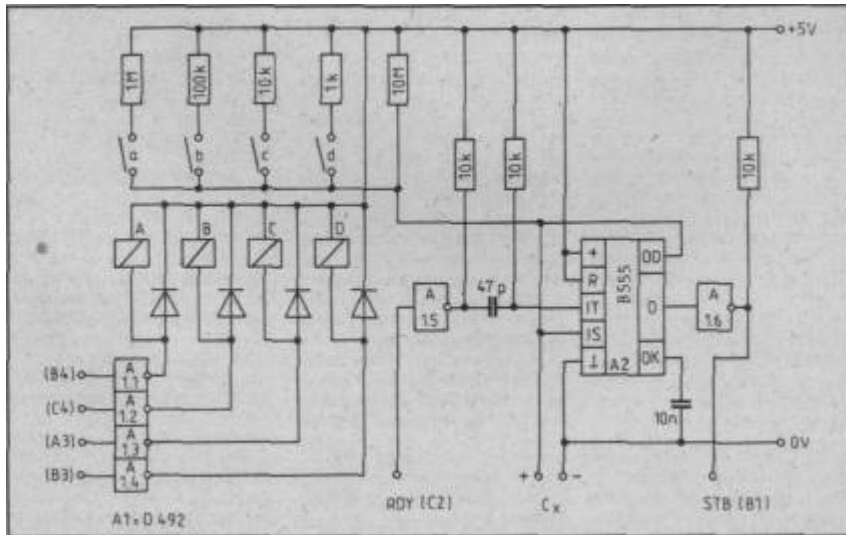 +5V
1M
100k
10k
1k
10M
10k
10k
10k
a
b
c
d
A
B
C
D
47p
A
1.5
+
R
IT
IS
⊥
B555
A2
OD
O
OK
A
1.6
10n
(B4)
A
1.1
(C4)
A
1.2
(A3)
A
1.3
(B3)
A
1.4
0V
RDY (C2)
+
Cx
-
STB (B1)
A1=D 492